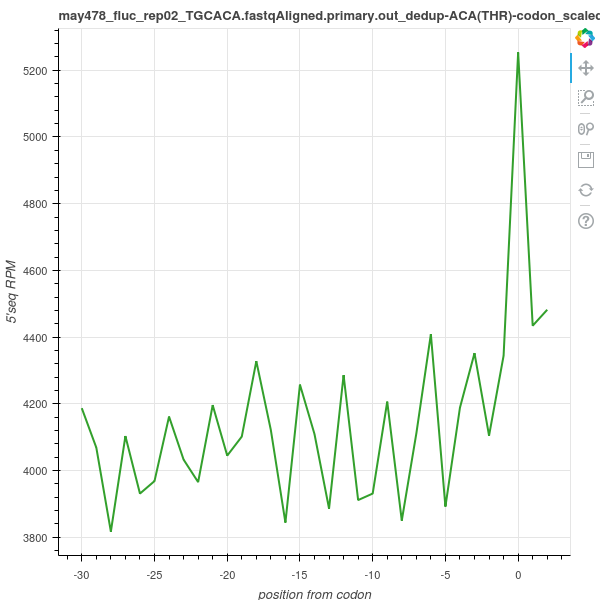 may478_fluc_rep02_TGCACA.fastqAligned.primary.out_dedup-ACA(THR)-codon_scaled
5200
5000
4800
4600
4400
4200
4000
3800
5'seq RPM
-30 -25 -20 -15 -10 -5 0
position from codon